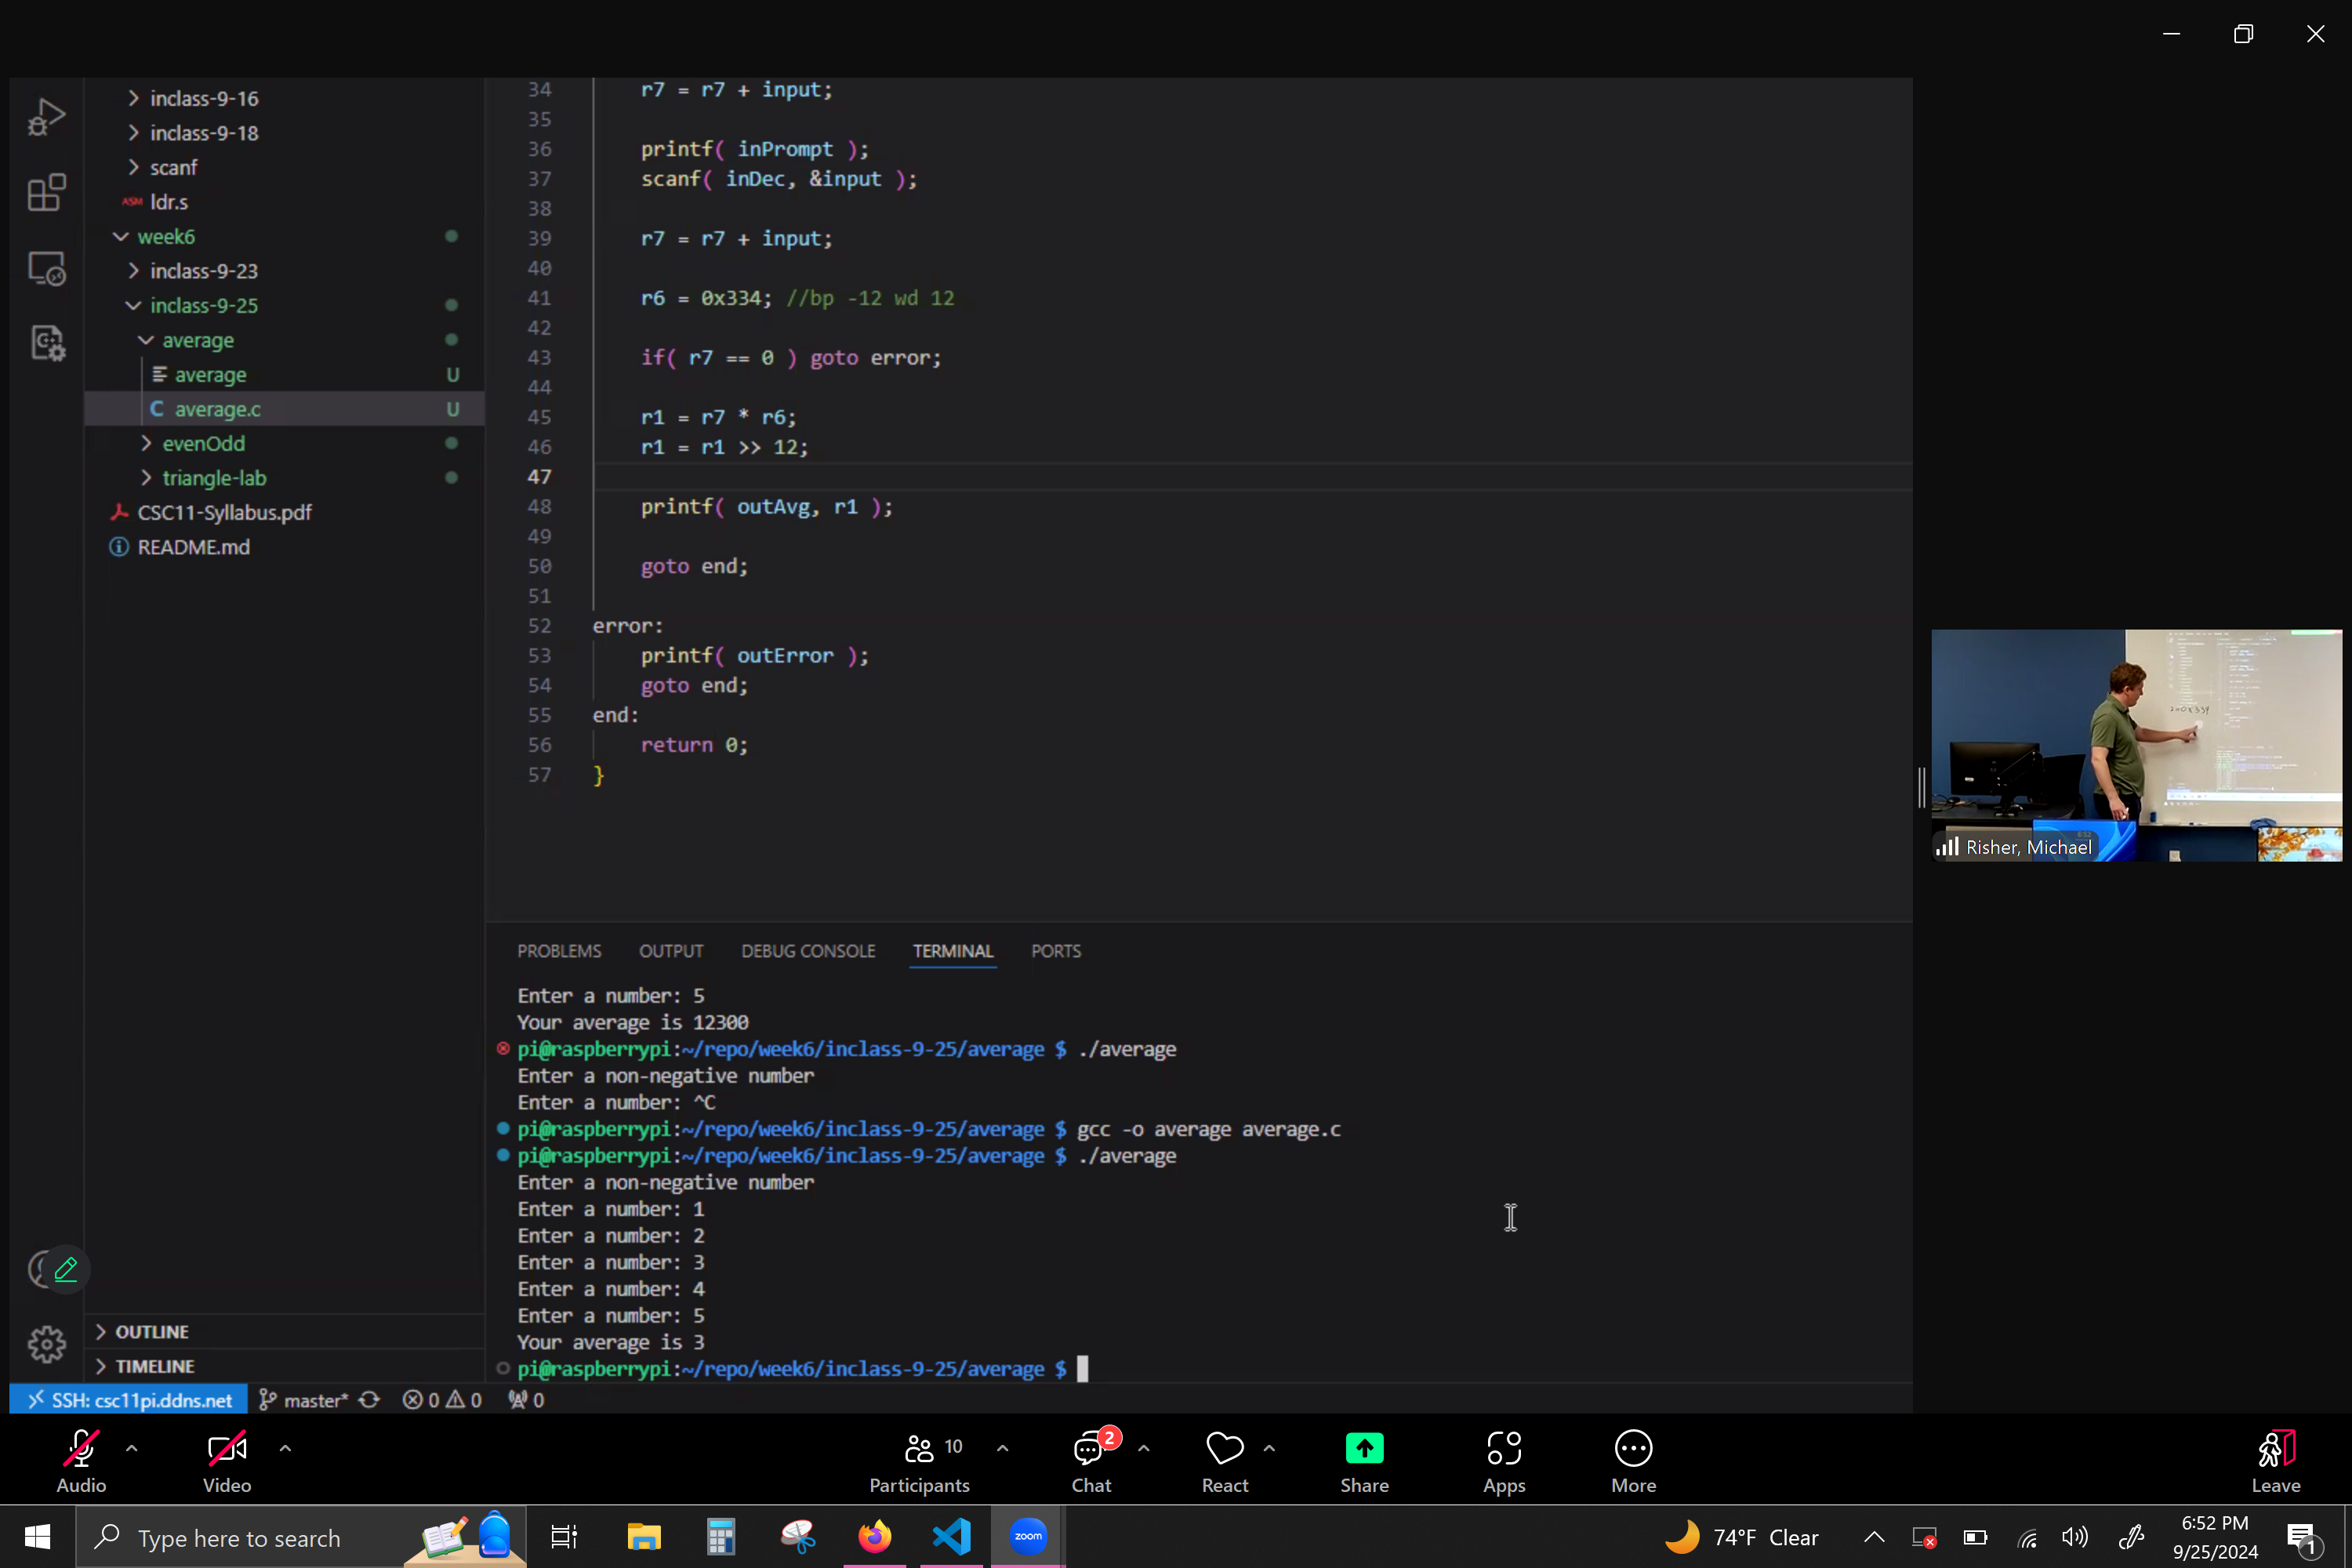 inclass-9-16
inclass-9-18
scanf
ASM ldr.s
week6
inclass-9-23
inclass-9-25
average
average U
C average.c U
evenOdd
triangle-lab
CSC11-Syllabus.pdf
README.md
OUTLINE
TIMELINE
34 r7 = r7 + input;
35
36 printf( inPrompt );
37 scanf( inDec, &input );
38
39 r7 = r7 + input;
40
41 r6 = 0x334; //bp -12 wd 12
42
43 if( r7 == 0 ) goto error;
44
45 r1 = r7 * r6;
46 r1 = r1 >> 12;
47
48 printf( outAvg, r1 );
49
50 goto end;
51
52 error:
53 printf( outError );
54 goto end;
55 end:
56 return 0;
57 }
PROBLEMS OUTPUT DEBUG CONSOLE TERMINAL PORTS
Enter a number: 5
Your average is 12300
pi@raspberrypi:~/repo/week6/inclass-9-25/average $ ./average
Enter a non-negative number
Enter a number: ^C
pi@raspberrypi:~/repo/week6/inclass-9-25/average $ gcc -o average average.c
pi@raspberrypi:~/repo/week6/inclass-9-25/average $ ./average
Enter a non-negative number
Enter a number: 1
Enter a number: 2
Enter a number: 3
Enter a number: 4
Enter a number: 5
Your average is 3
pi@raspberrypi:~/repo/week6/inclass-9-25/average $
SSH: csc11pi.ddns.net master* 0 0 0
Risher, Michael
Audio Video Participants 10 Chat 2 React Share Apps More Leave
Type here to search
zoom
74°F Clear
6:52 PM
9/25/2024
1